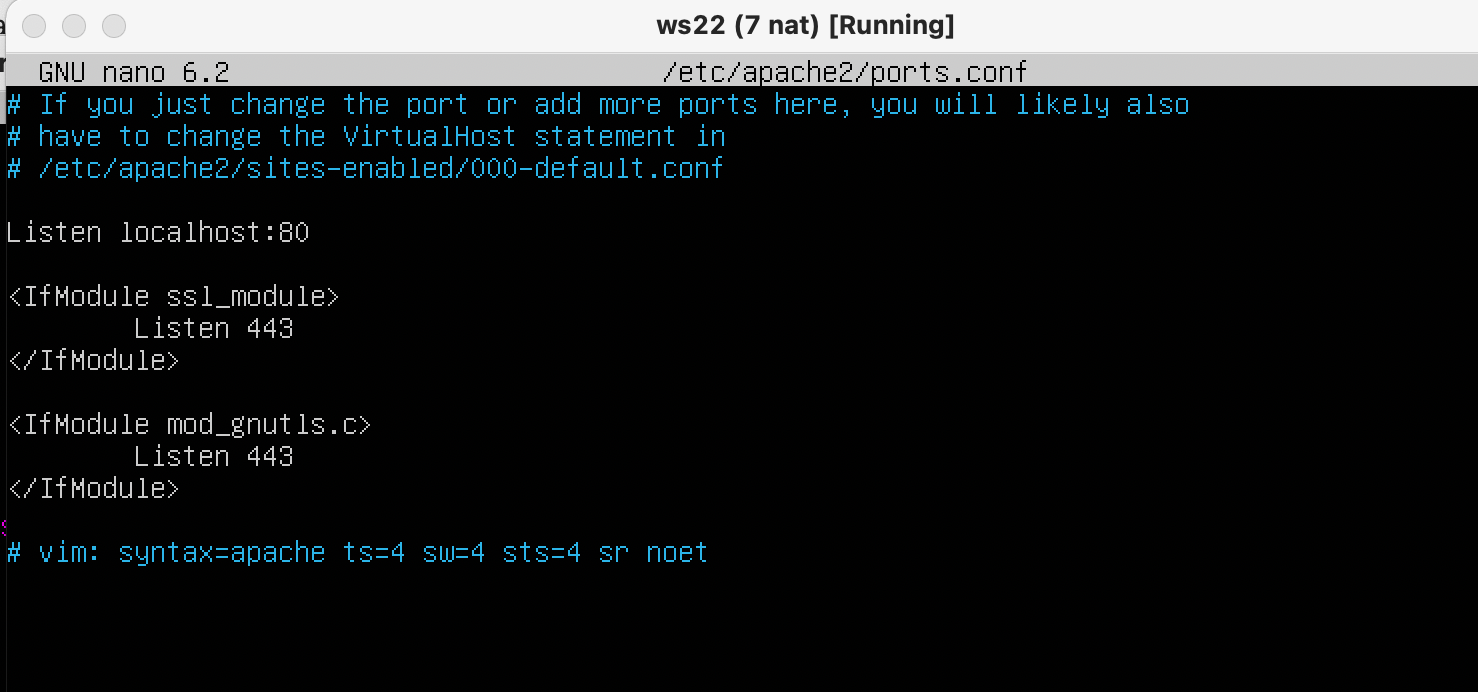 ws22 (7 nat) [Running]
GNU nano 6.2 /etc/apache2/ports.conf
# If you just change the port or add more ports here, you will likely also
# have to change the VirtualHost statement in
# /etc/apache2/sites-enabled/000-default.conf
Listen localhost:80
<IfModule ssl_module>
Listen 443
</IfModule>
<IfModule mod_gnutls.c>
Listen 443
</IfModule>
# vim: syntax=apache ts=4 sw=4 sts=4 sr noet